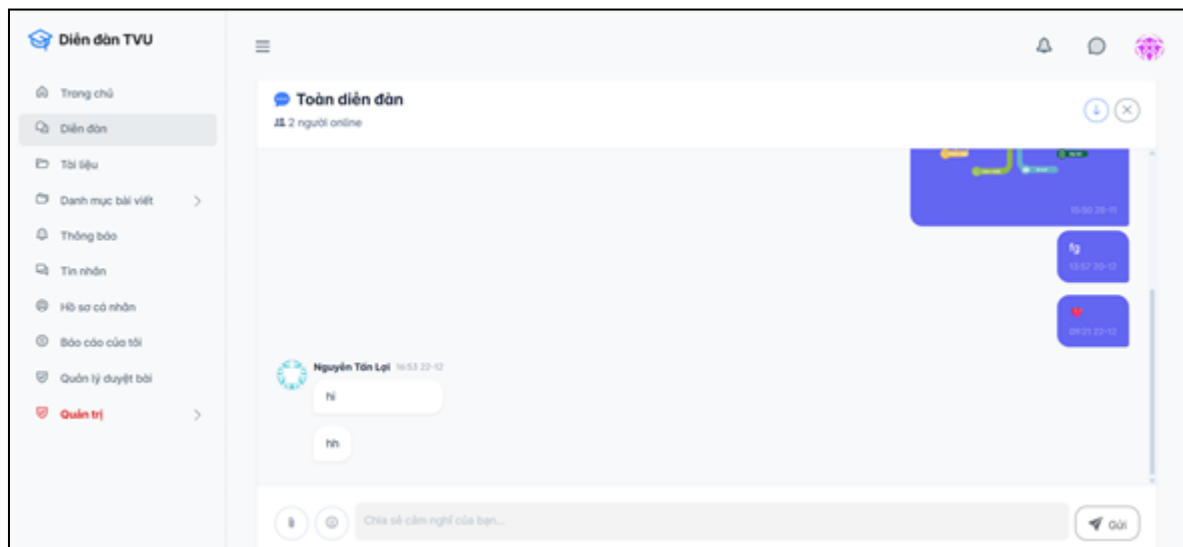 Diễn đàn TVU
Trang chủ
Diễn đàn
Tài liệu
Danh mục bài viết
Thông báo
Tin nhắn
Hồ sơ cá nhân
Báo cáo của tôi
Quản lý duyệt bài
Quản trị
Toàn diễn đàn
2 người online
15:50 28-11
fg
13:57 20-12
09:21 22-12
Nguyễn Tấn Lợi 16:53 22-12
hi
hh
Chia sẻ cảm nghĩ của bạn...
Gửi